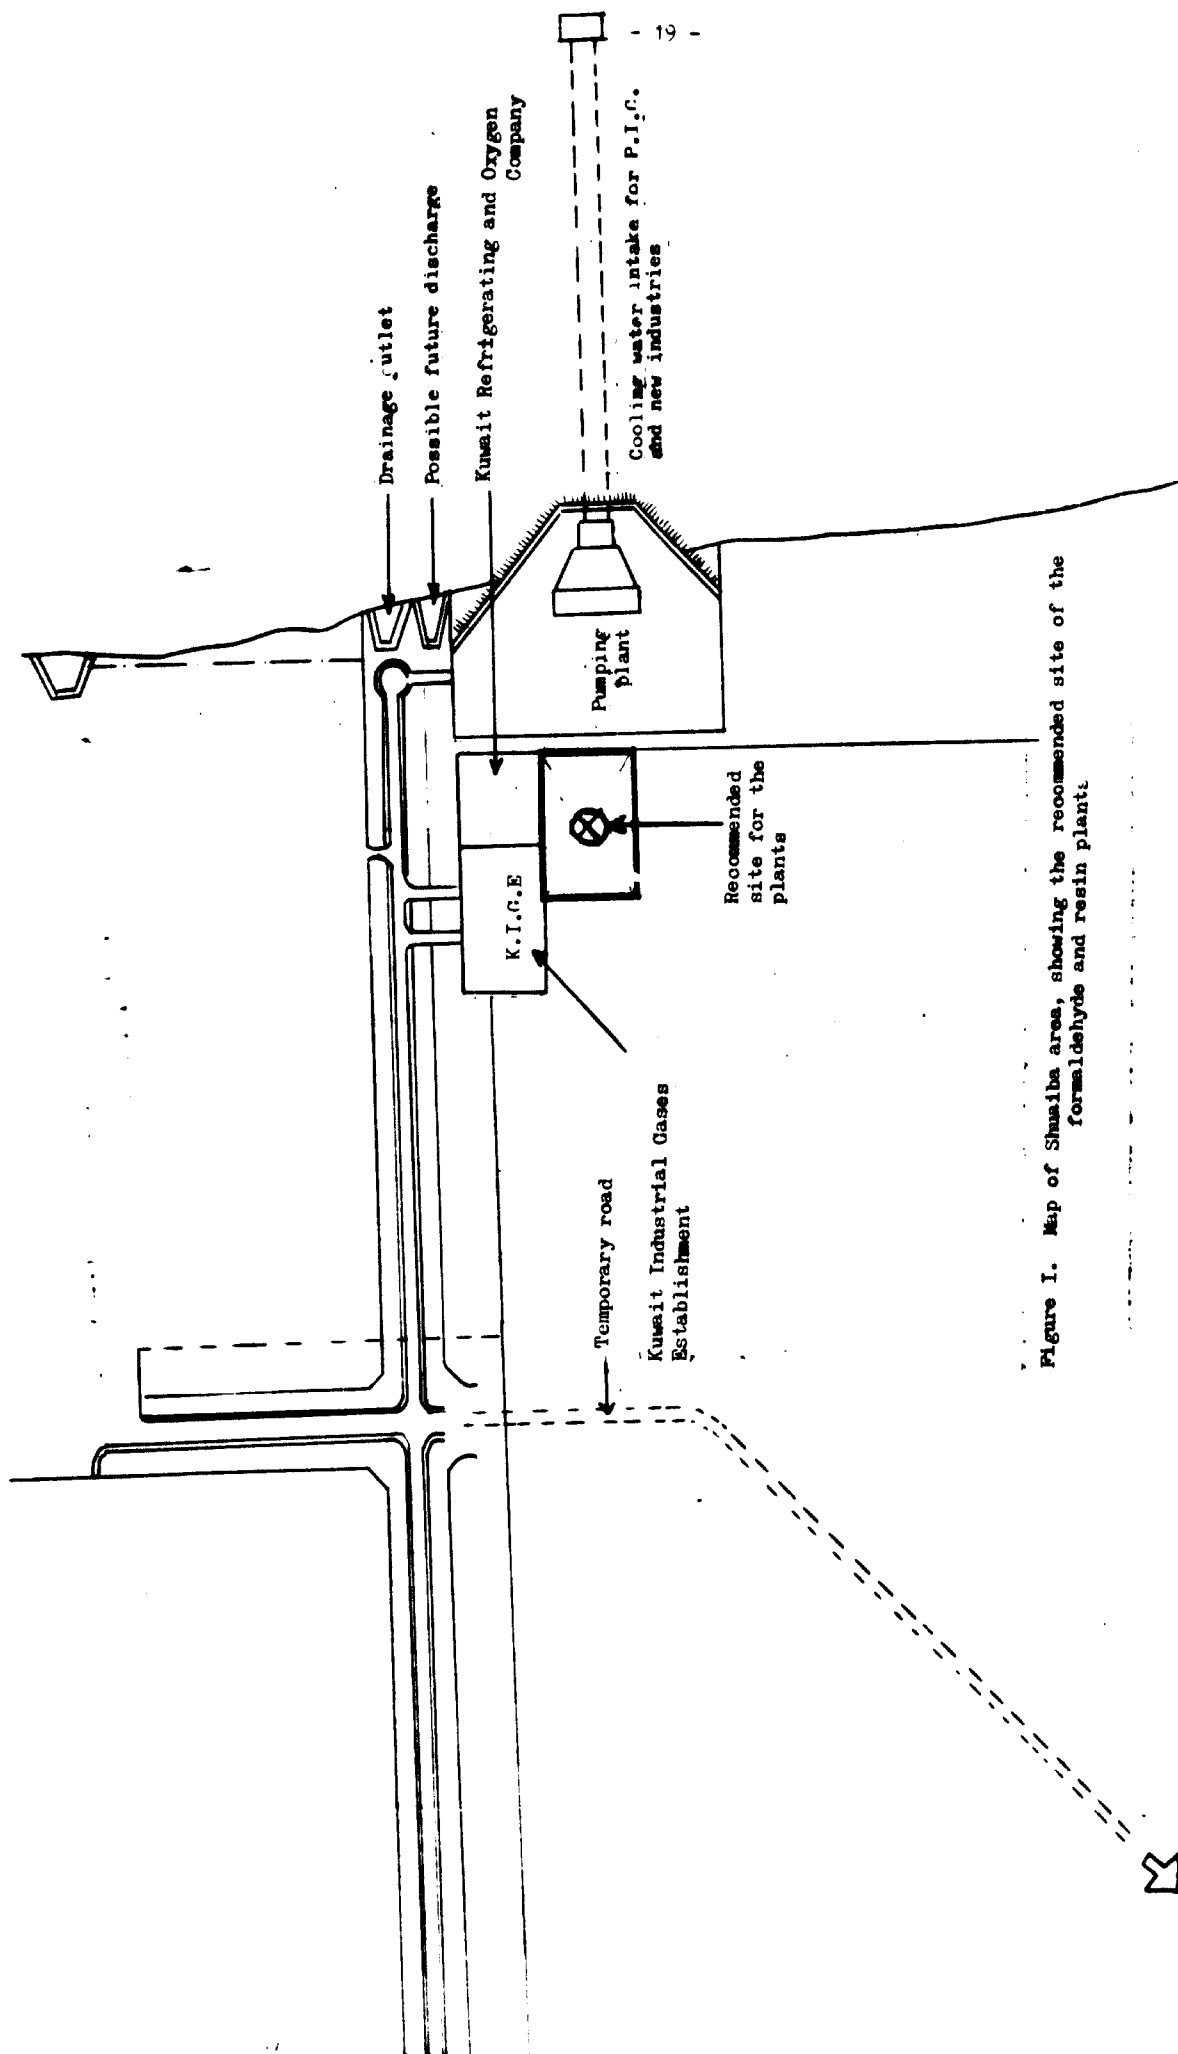 - 19 -
Drainage outlet
Possible future discharge
Kuwait Refrigerating and Oxygen
Company
Cooling water intake for P.I.C.
and new industries
Pumping
plant
Recommended
site for the
plants
K.I.G.E
Kuwait Industrial Gases
Establishment
Temporary road
Figure I. Map of Shuaiba area, showing the recommended site of the
formaldehyde and resin plants